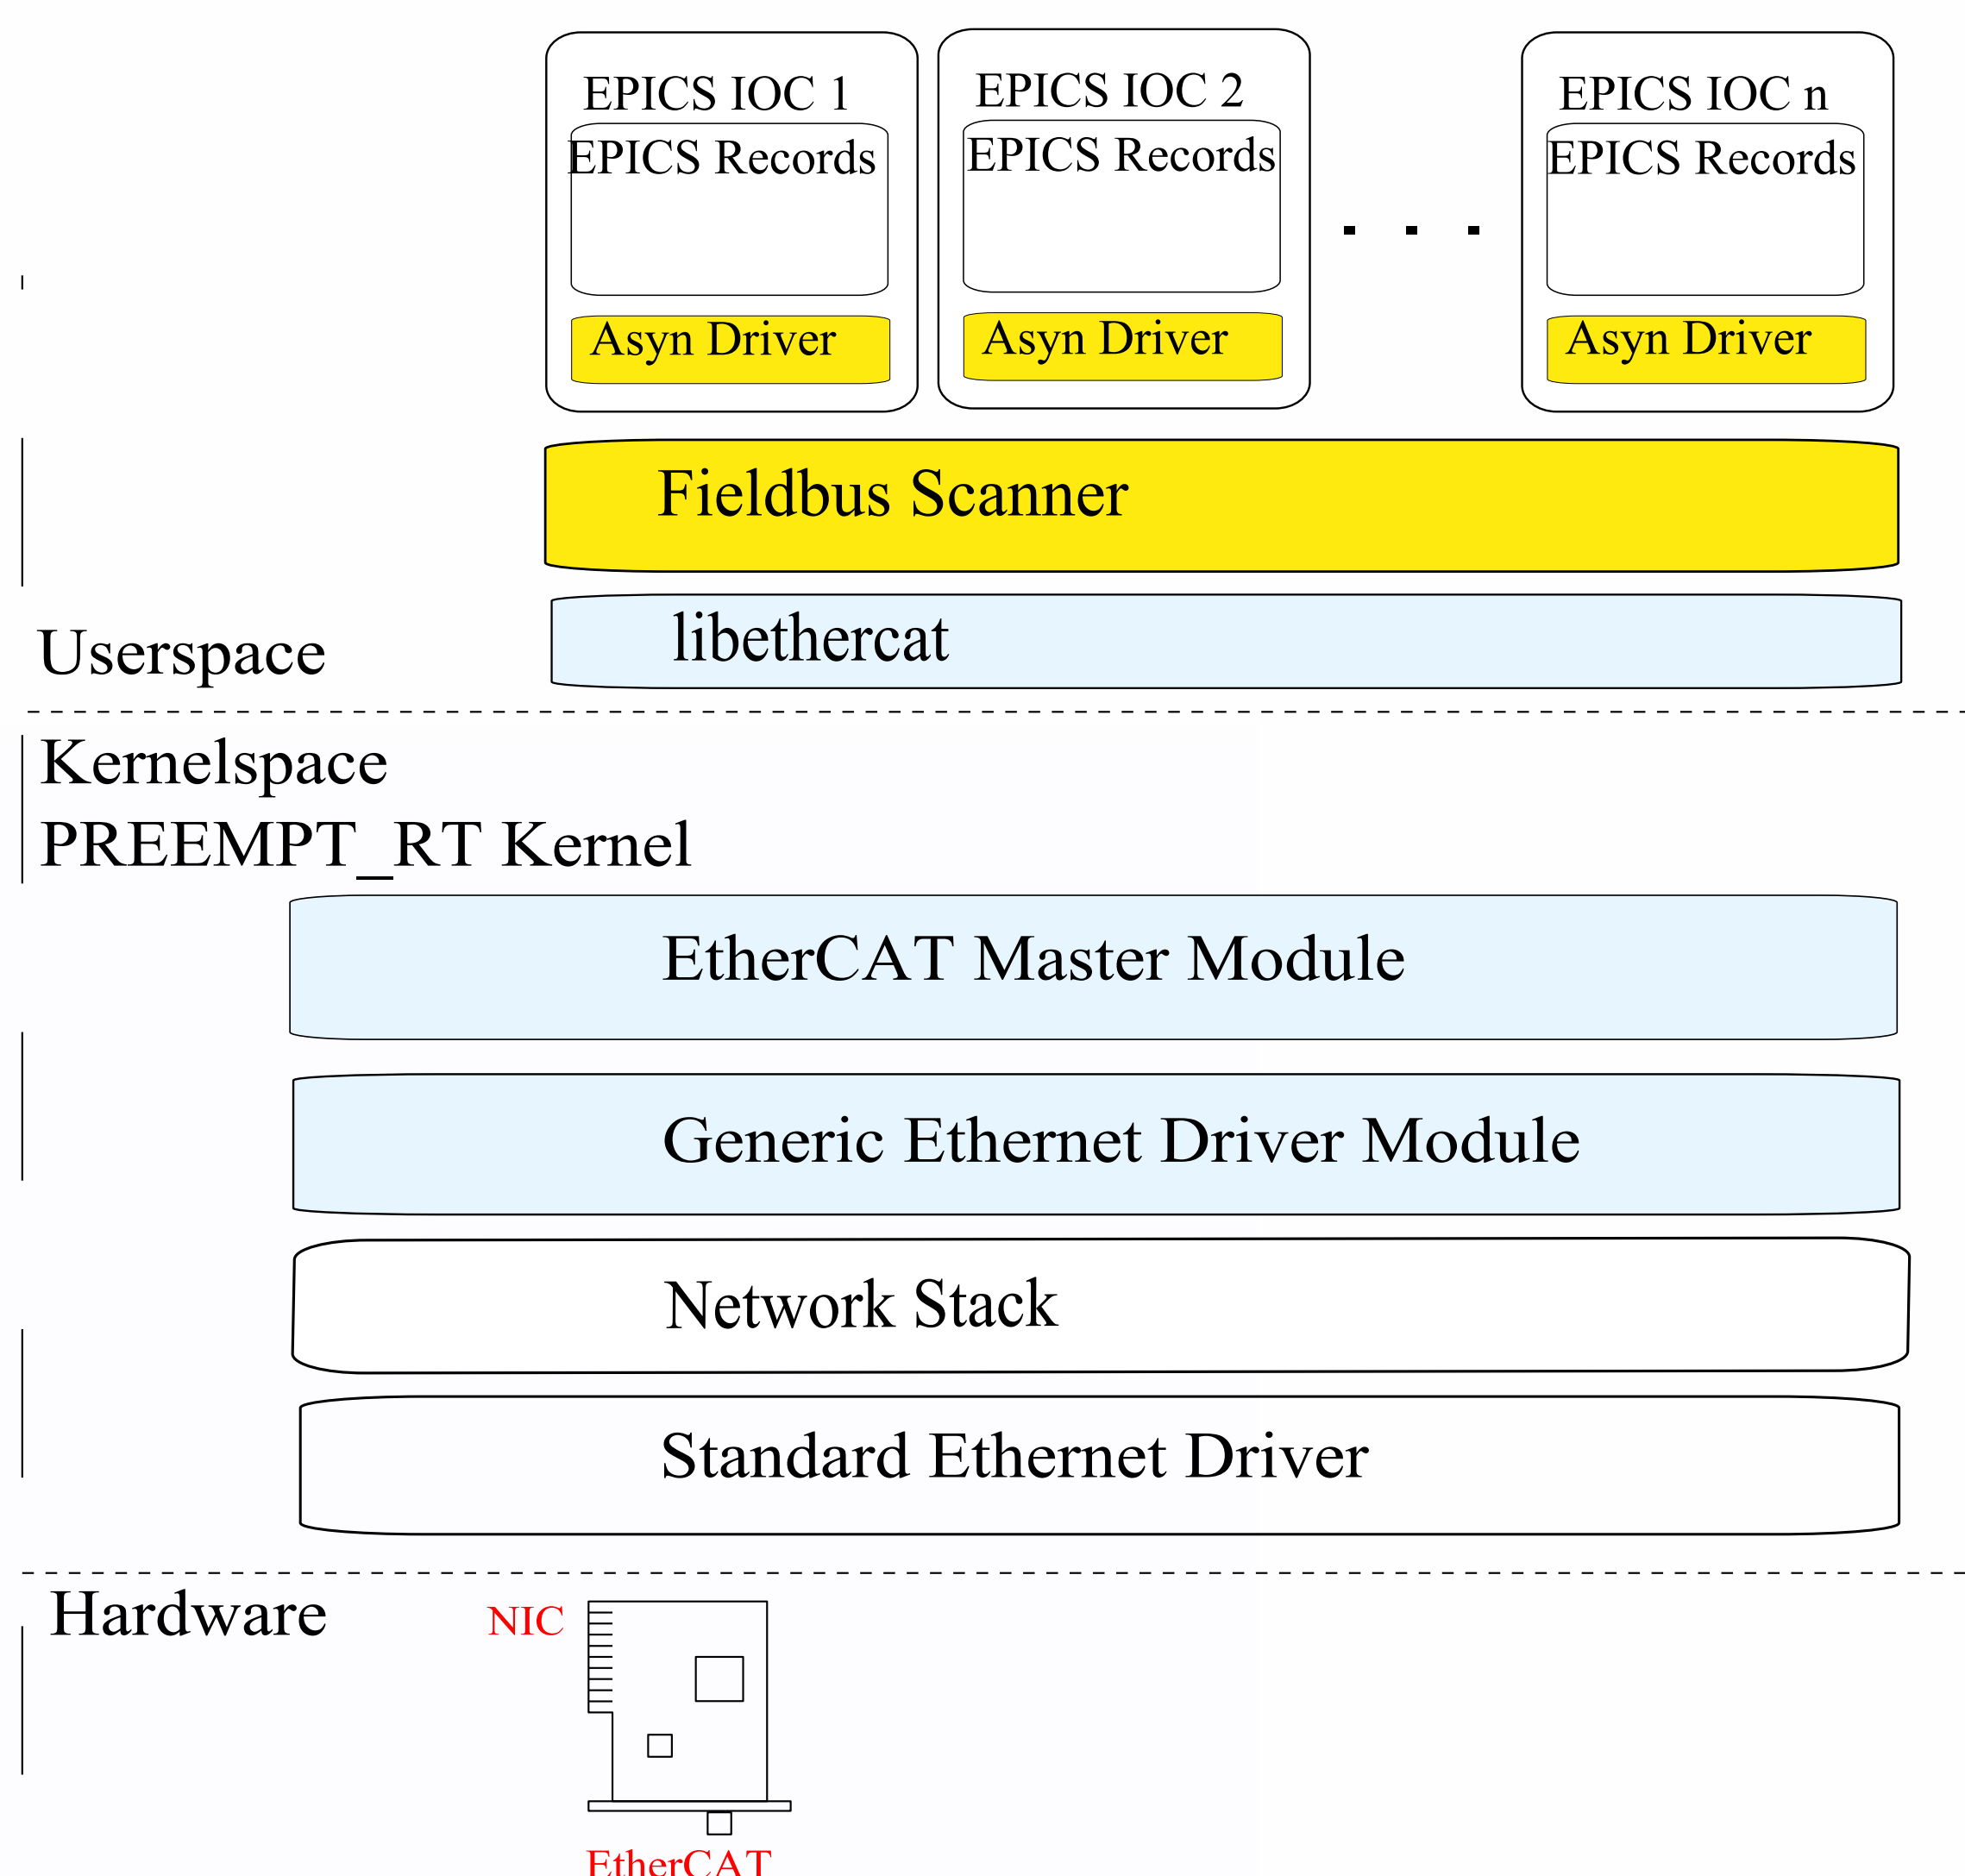 EPICS IOC 1
EPICS Records
Asyn Driver
EPICS IOC 2
EPICS Records
Asyn Driver
. . .
EPICS IOC n
EPICS Records
Asyn Driver
Fieldbus Scanner
libethercat
Userspace
Kernelspace
PREEMPT_RT Kernel
EtherCAT Master Module
Generic Ethernet Driver Module
Network Stack
Standard Ethernet Driver
Hardware
NIC
EtherCAT